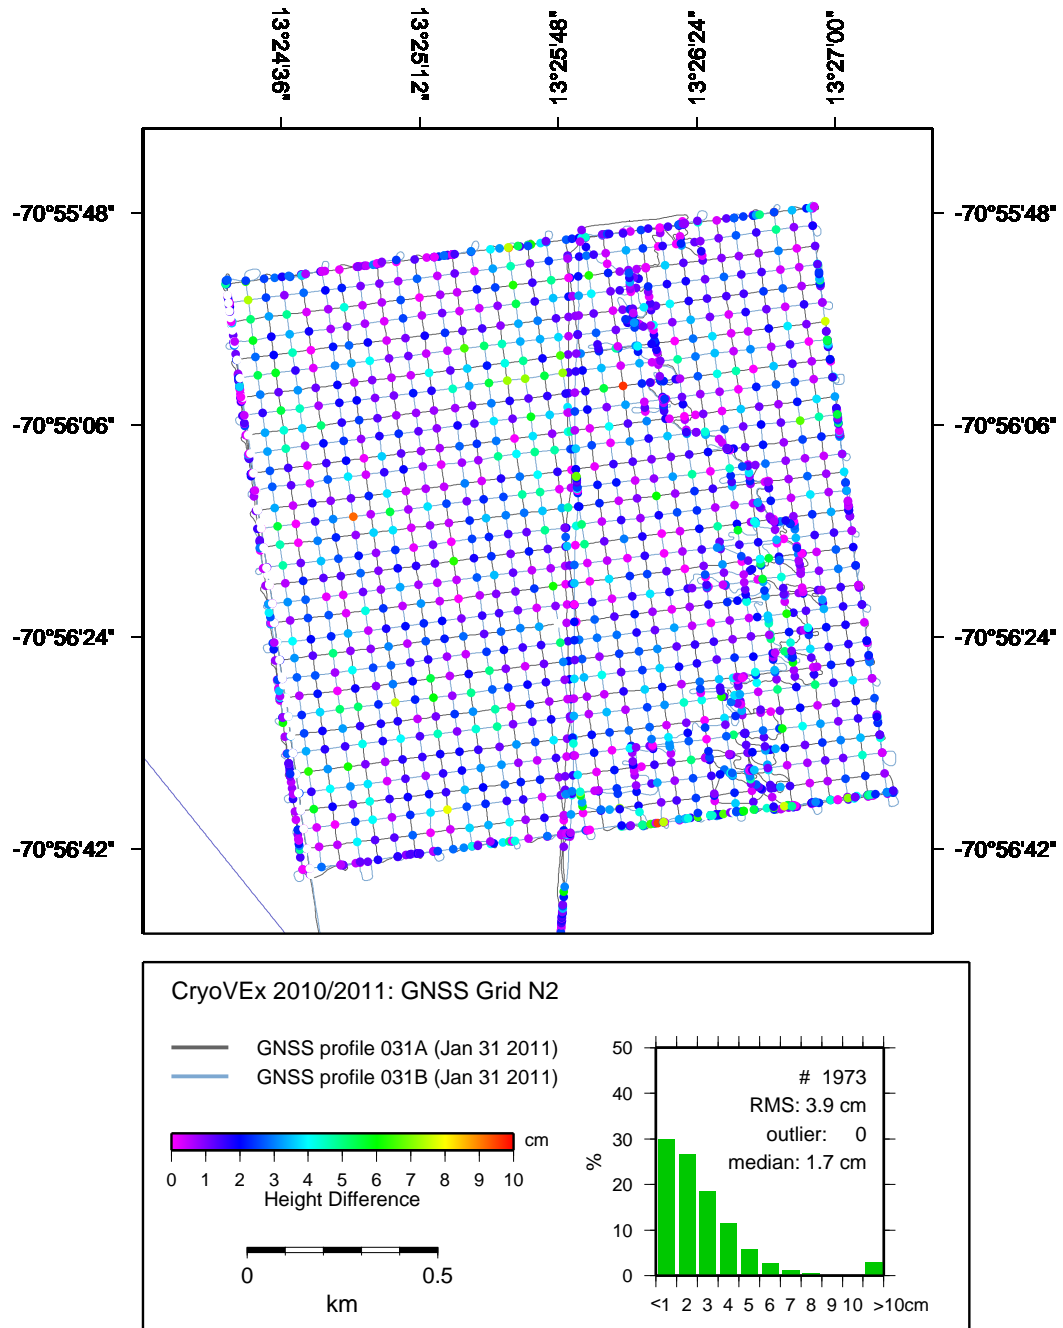 13°24'36"
13°25'12"
13°25'48"
13°26'24"
13°27'00"
-70°55'48" -70°55'48"
-70°56'06" -70°56'06"
-70°56'24" -70°56'24"
-70°56'42" -70°56'42"
CryoVEx 2010/2011: GNSS Grid N2
GNSS profile 031A (Jan 31 2011)
GNSS profile 031B (Jan 31 2011)
cm
0 1 2 3 4 5 6 7 8 9 10
Height Difference
0 0.5
km
50
40
30
20
10
0
%
# 1973
RMS: 3.9 cm
outlier: 0
median: 1.7 cm
<1 2 3 4 5 6 7 8 9 10 >10cm